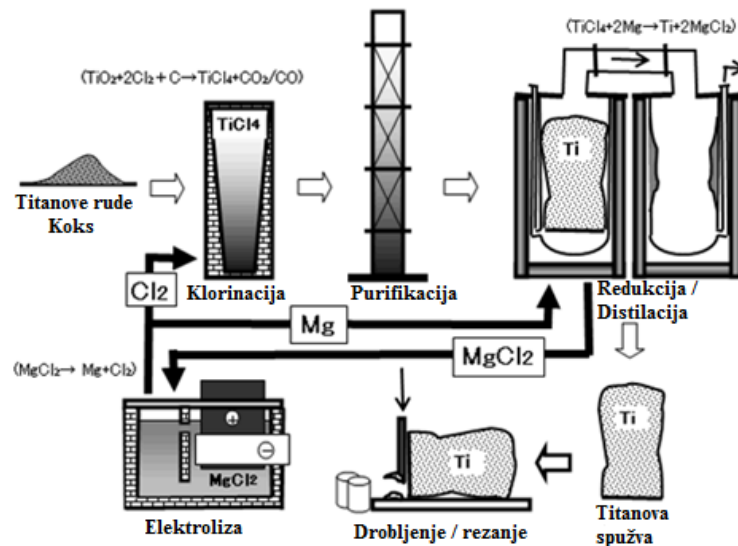 (TiCl4+2Mg→Ti+2MgCl2)
(TiO2+2Cl2+C→TiCl4+CO2/CO)
TiCl4
Ti
Titanove rude
Koks
Klorinacija
Purifikacija
Redukcija /
Distilacija
Cl2
Mg
MgCl2
(MgCl2→ Mg+Cl2)
+
−
MgCl2
Elektroliza
Ti
Drobljenje / rezanje
Ti
Titanova
spužva